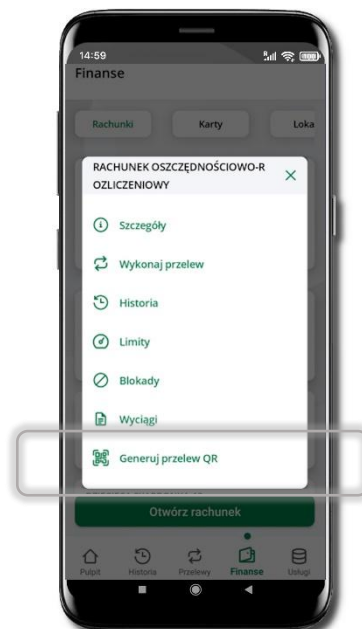 14:59
Finanse
Rachunki Karty Loka
RACHUNEK OSZCZĘDNOŚCIOWO-R
OZLICZENIOWY
Szczegóły
Wykonaj przelew
Historia
Limity
Blokady
Wyciągi
Generuj przelew QR
Otwórz rachunek
Pulpit Historia Przelewy Finanse Usługi